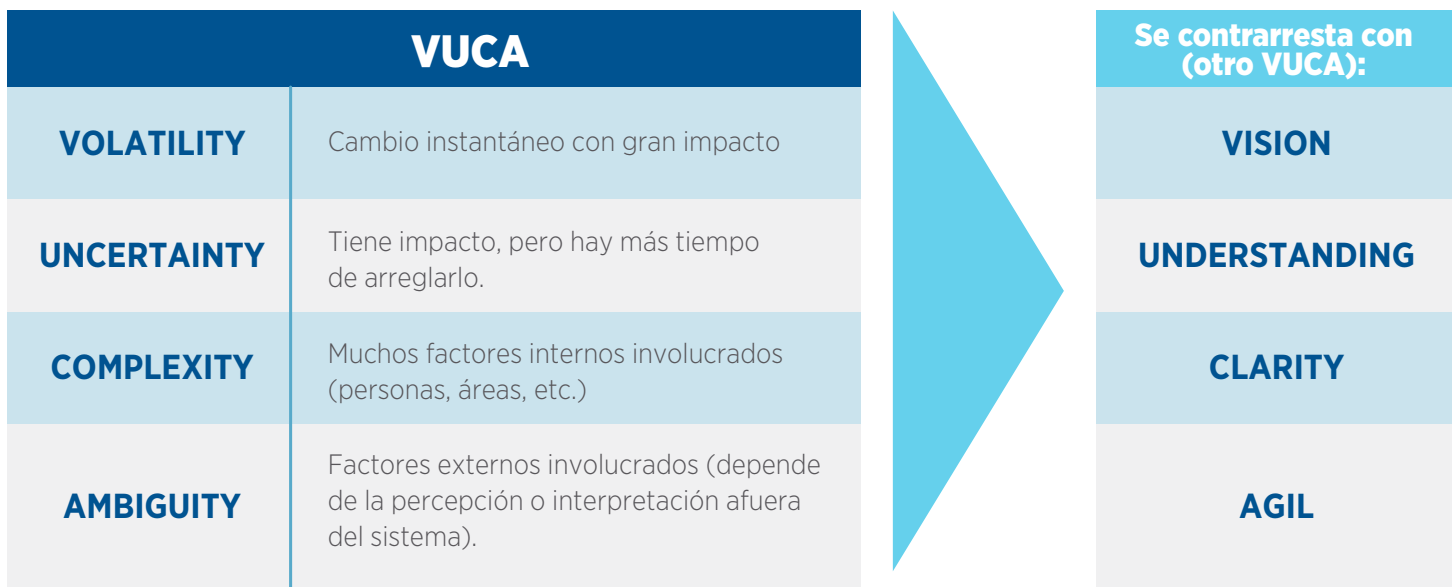 VUCA
Se contrarresta con
(otro VUCA):
VOLATILITY
Cambio instantáneo con gran impacto
VISION
UNCERTAINTY
Tiene impacto, pero hay más tiempo
de arreglarlo.
UNDERSTANDING
COMPLEXITY
Muchos factores internos involucrados
(personas, áreas, etc.)
CLARITY
AMBIGUITY
Factores externos involucrados (depende
de la percepción o interpretación afuera
del sistema).
AGIL